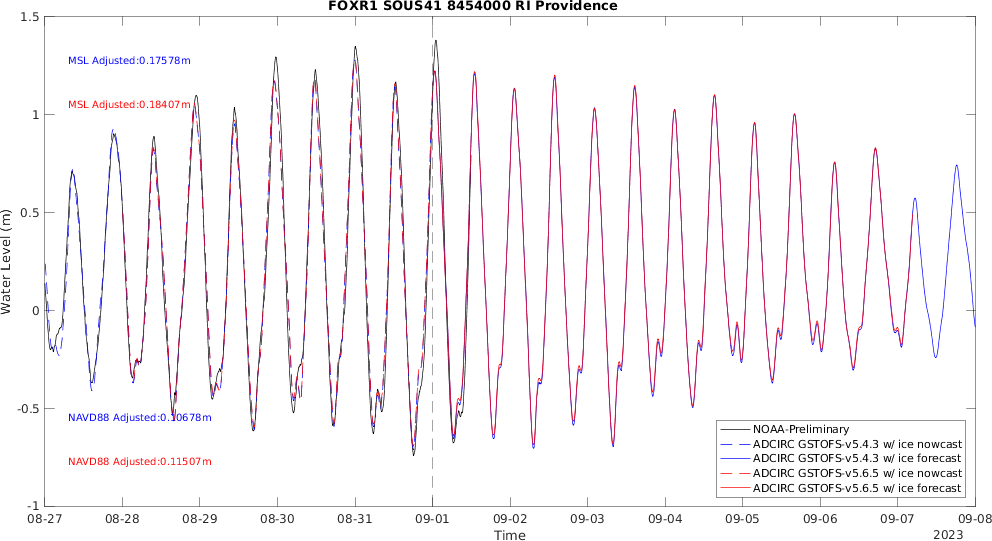 FOXR1 SOUS41 8454000 RI Providence
1.5
1
0.5
0
-0.5
-1
Water Level (m)
MSL Adjusted:0.17578m
MSL Adjusted:0.18407m
NAVD88 Adjusted:0.10678m
NAVD88 Adjusted:0.11507m
NOAA-Preliminary
ADCIRC GSTOFS-v5.4.3 w/ ice nowcast
ADCIRC GSTOFS-v5.4.3 w/ ice forecast
ADCIRC GSTOFS-v5.6.5 w/ ice nowcast
ADCIRC GSTOFS-v5.6.5 w/ ice forecast
08-27 08-28 08-29 08-30 08-31 09-01 09-02 09-03 09-04 09-05 09-06 09-07 09-08
Time
2023